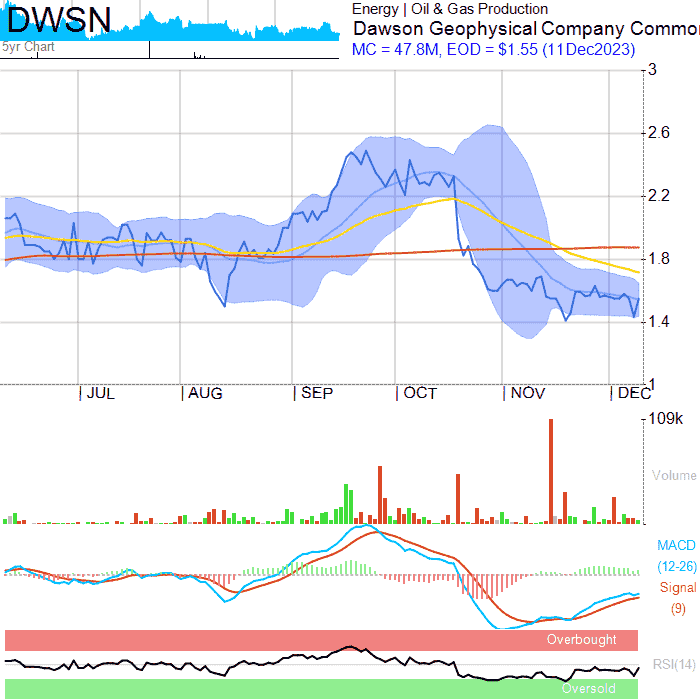 DWSN
5yr Chart
Energy | Oil & Gas Production
Dawson Geophysical Company Commo
MC = 47.8M, EOD = $1.55 (11Dec2023)
3
2.6
2.2
1.8
1.4
1
| JUL | AUG | SEP | OCT | NOV | DEC
109k
Volume
MACD
(12-26)
Signal
(9)
Overbought
RSI(14)
Oversold